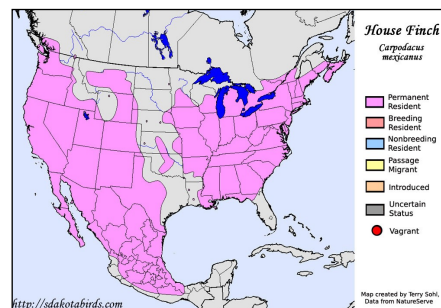 House Finch
Carpodacus
mexicanus
Permanent
Resident
Breeding
Resident
Nonbreeding
Resident
Passage
Migrant
Introduced
Uncertain
Status
Vagrant
Map created by Terry Sohl,
Data from NatureServe
http://sdakotabirds.com